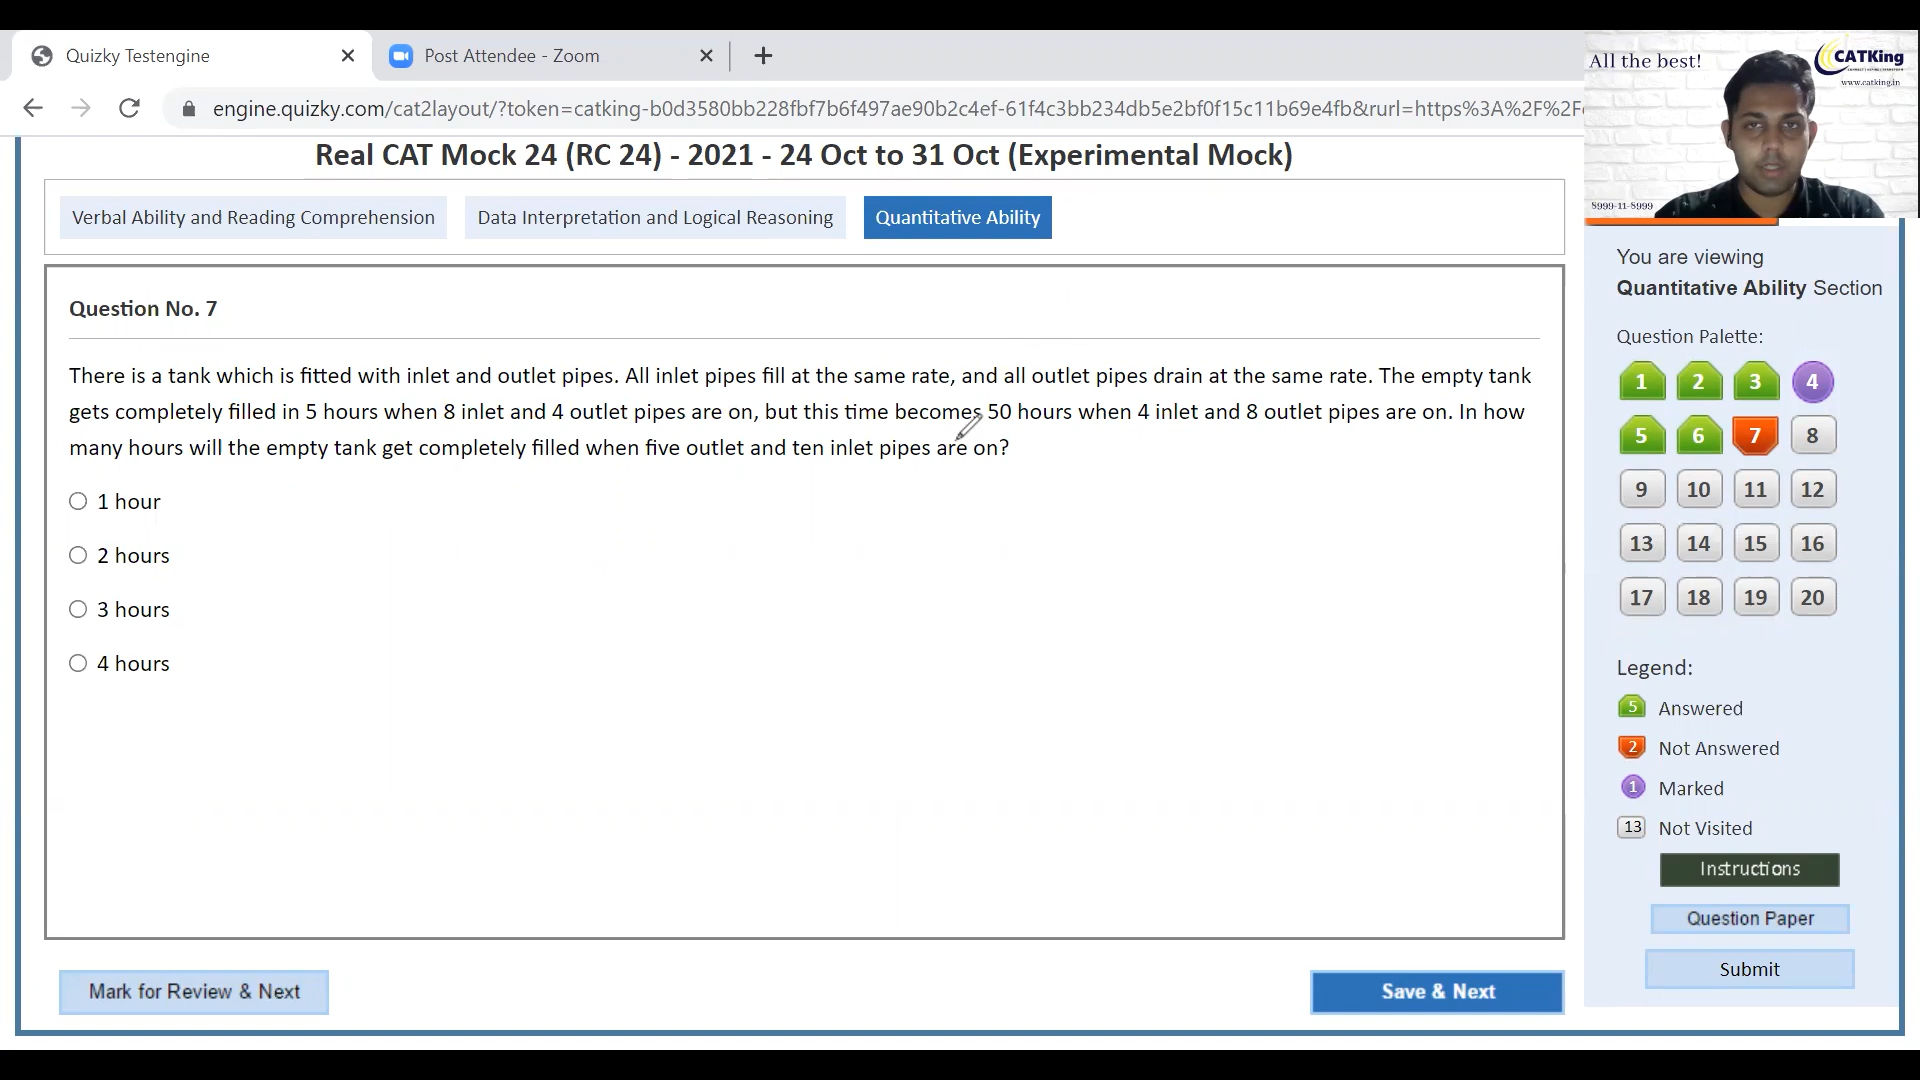 Quizky Testengine
Post Attendee - Zoom
engine.quizky.com/cat2layout/?token=catking-b0d3580bb228fbf7b6f497ae90b2c4ef-61f4c3bb234db5e2bf0f15c11b69e4fb&rurl=https%3A%2F%2F
All the best!
CATKing
www.catking.in
8999-11-8999
Real CAT Mock 24 (RC 24) - 2021 - 24 Oct to 31 Oct (Experimental Mock)
Verbal Ability and Reading Comprehension
Data Interpretation and Logical Reasoning
Quantitative Ability
Question No. 7
There is a tank which is fitted with inlet and outlet pipes. All inlet pipes fill at the same rate, and all outlet pipes drain at the same rate. The empty tank
gets completely filled in 5 hours when 8 inlet and 4 outlet pipes are on, but this time becomes 50 hours when 4 inlet and 8 outlet pipes are on. In how
many hours will the empty tank get completely filled when five outlet and ten inlet pipes are on?
1 hour
2 hours
3 hours
4 hours
Mark for Review & Next
Save & Next
You are viewing
Quantitative Ability Section
Question Palette:
1 2 3 4
5 6 7 8
9 10 11 12
13 14 15 16
17 18 19 20
Legend:
5 Answered
2 Not Answered
1 Marked
13 Not Visited
Instructions
Question Paper
Submit